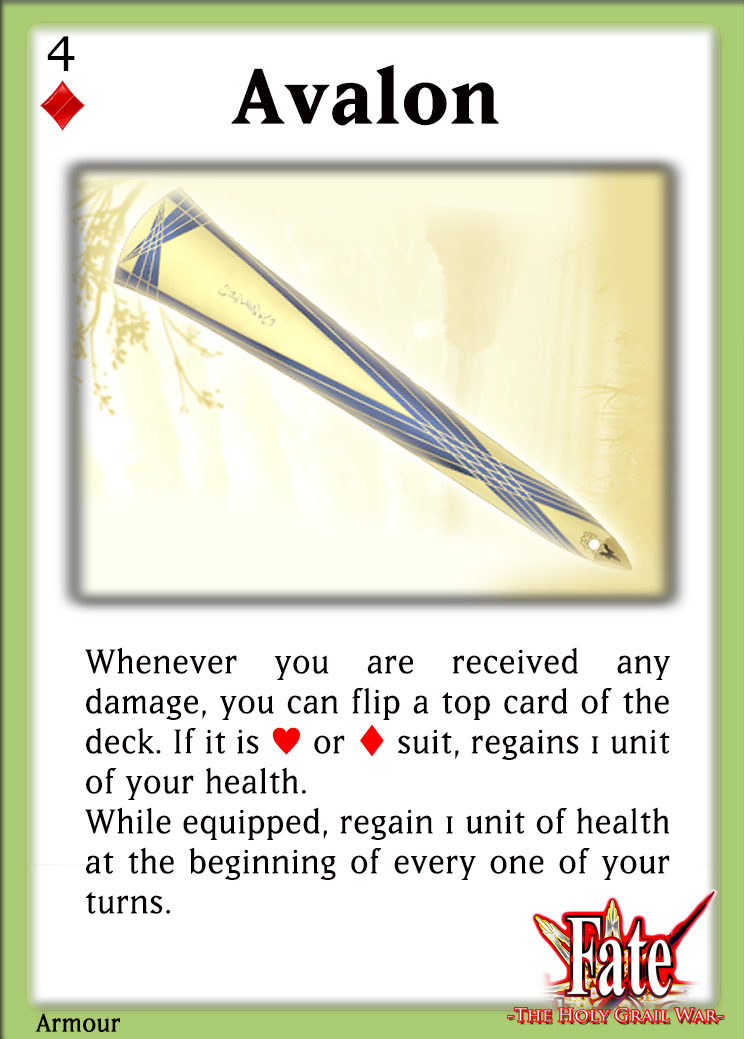 4
Avalon
Whenever you are received any
damage, you can flip a top card of the
deck. If it is ♥ or ♦ suit, regains 1 unit
of your health.
While equipped, regain 1 unit of health
at the beginning of every one of your
turns.
Fate
-THE HOLY GRAIL WAR-
Armour